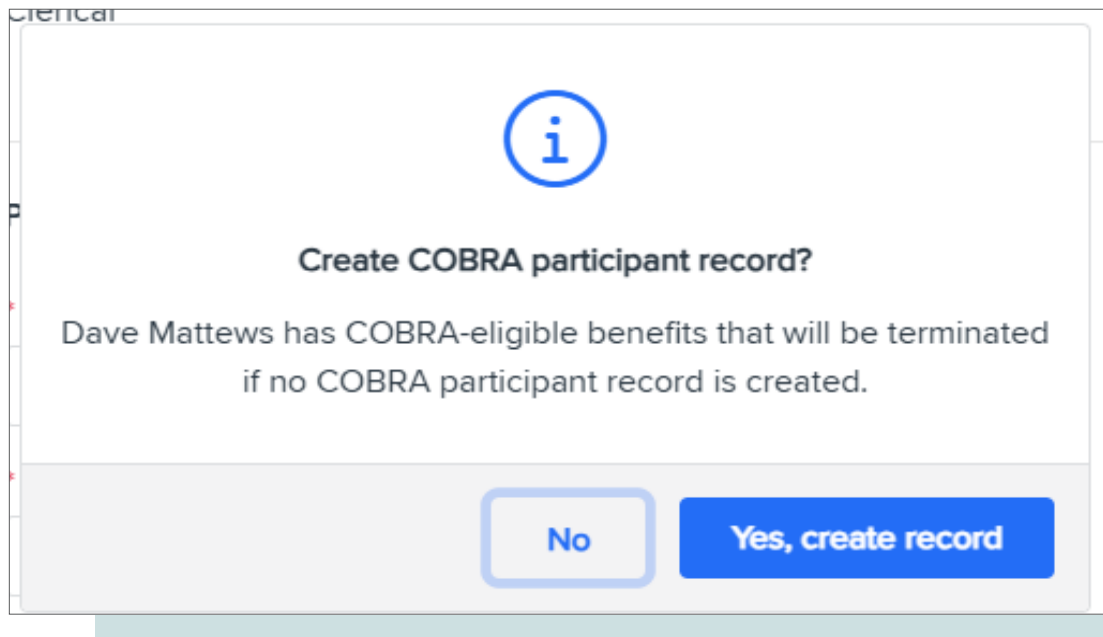 Clerical
P
*
i
Create COBRA participant record?
Dave Mattews has COBRA-eligible benefits that will be terminated
if no COBRA participant record is created.
*
No Yes, create record